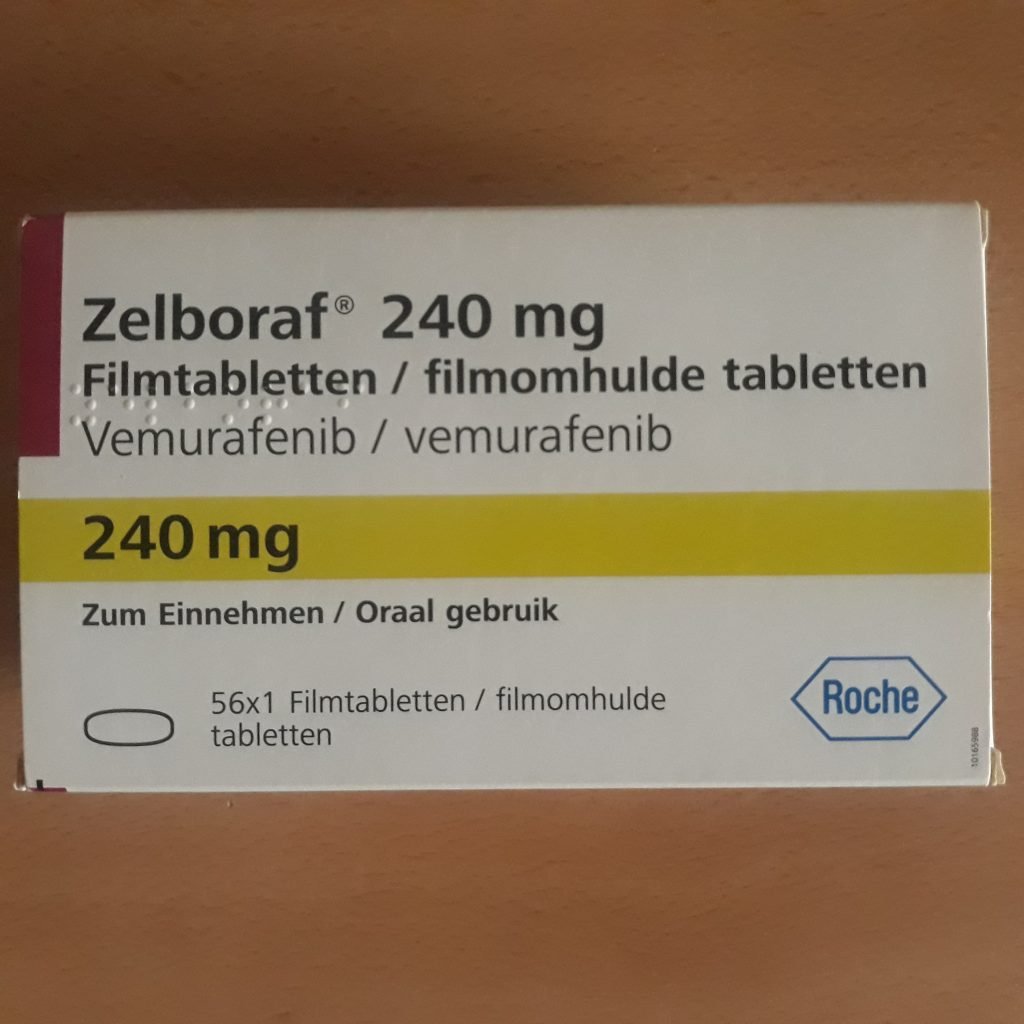 Zelboraf® 240 mg
Filmtabletten / filmomhulde tabletten
Vemurafenib / vemurafenib
240 mg
Zum Einnehmen / Oraal gebruik
56x1 Filmtabletten / filmomhulde
tabletten
Roche
10165988